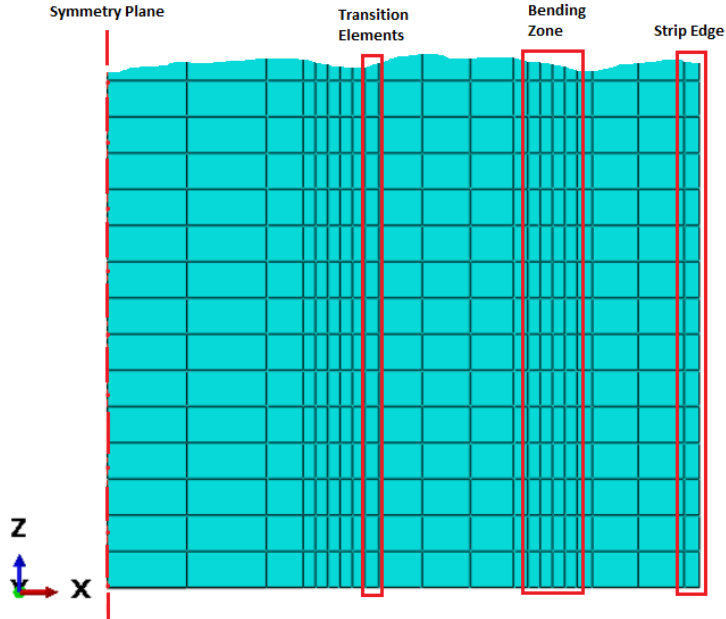 Symmetry Plane
Transition
Elements
Bending
Zone
Strip Edge
Z
Y
X